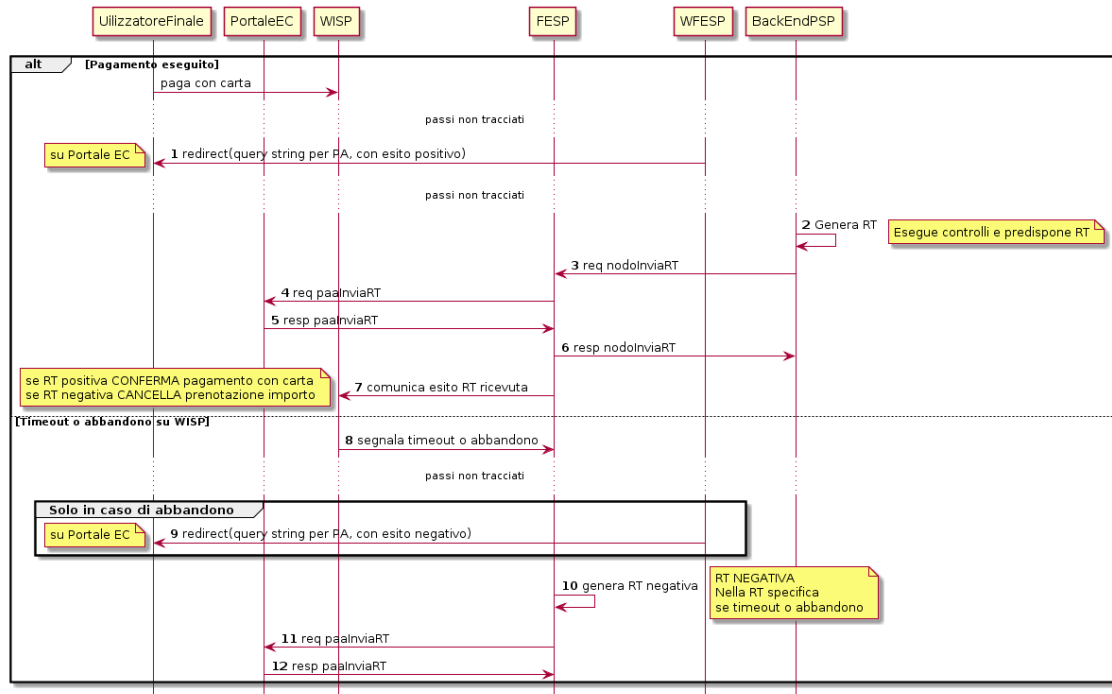 UilizzatoreFinale
PortaleEC
WISP
FESP
WFESP
BackEndPSP
alt [Pagamento eseguito]
paga con carta
passi non tracciati
su Portale EC
1 redirect(query string per PA, con esito positivo)
passi non tracciati
2 Genera RT
Esegue controlli e predispone RT
3 req nodoInviaRT
4 req paaInviaRT
5 resp paaInviaRT
6 resp nodoInviaRT
se RT positiva CONFERMA pagamento con carta
se RT negativa CANCELLA prenotazione importo
7 comunica esito RT ricevuta
[Timeout o abbandono su WISP]
8 segnala timeout o abbandono
passi non tracciati
Solo in caso di abbandono
su Portale EC
9 redirect(query string per PA, con esito negativo)
10 genera RT negativa
RT NEGATIVA
Nella RT specifica
se timeout o abbandono
11 req paaInviaRT
12 resp paaInviaRT